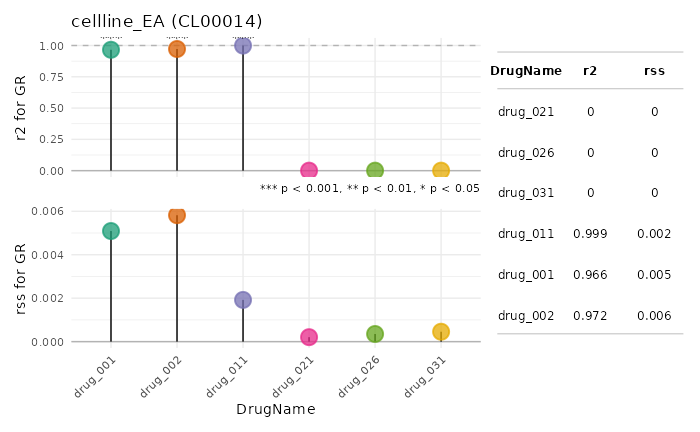 cellline_EA (CL00014)
r2 for GR
1.00
0.75
0.50
0.25
0.00
*** p < 0.001, ** p < 0.01, * p < 0.05
rss for GR
0.006
0.004
0.002
0.000
drug_001
drug_002
drug_011
drug_021
drug_026
drug_031
DrugName
DrugName r2 rss
drug_021 0 0
drug_026 0 0
drug_031 0 0
drug_011 0.999 0.002
drug_001 0.966 0.005
drug_002 0.972 0.006